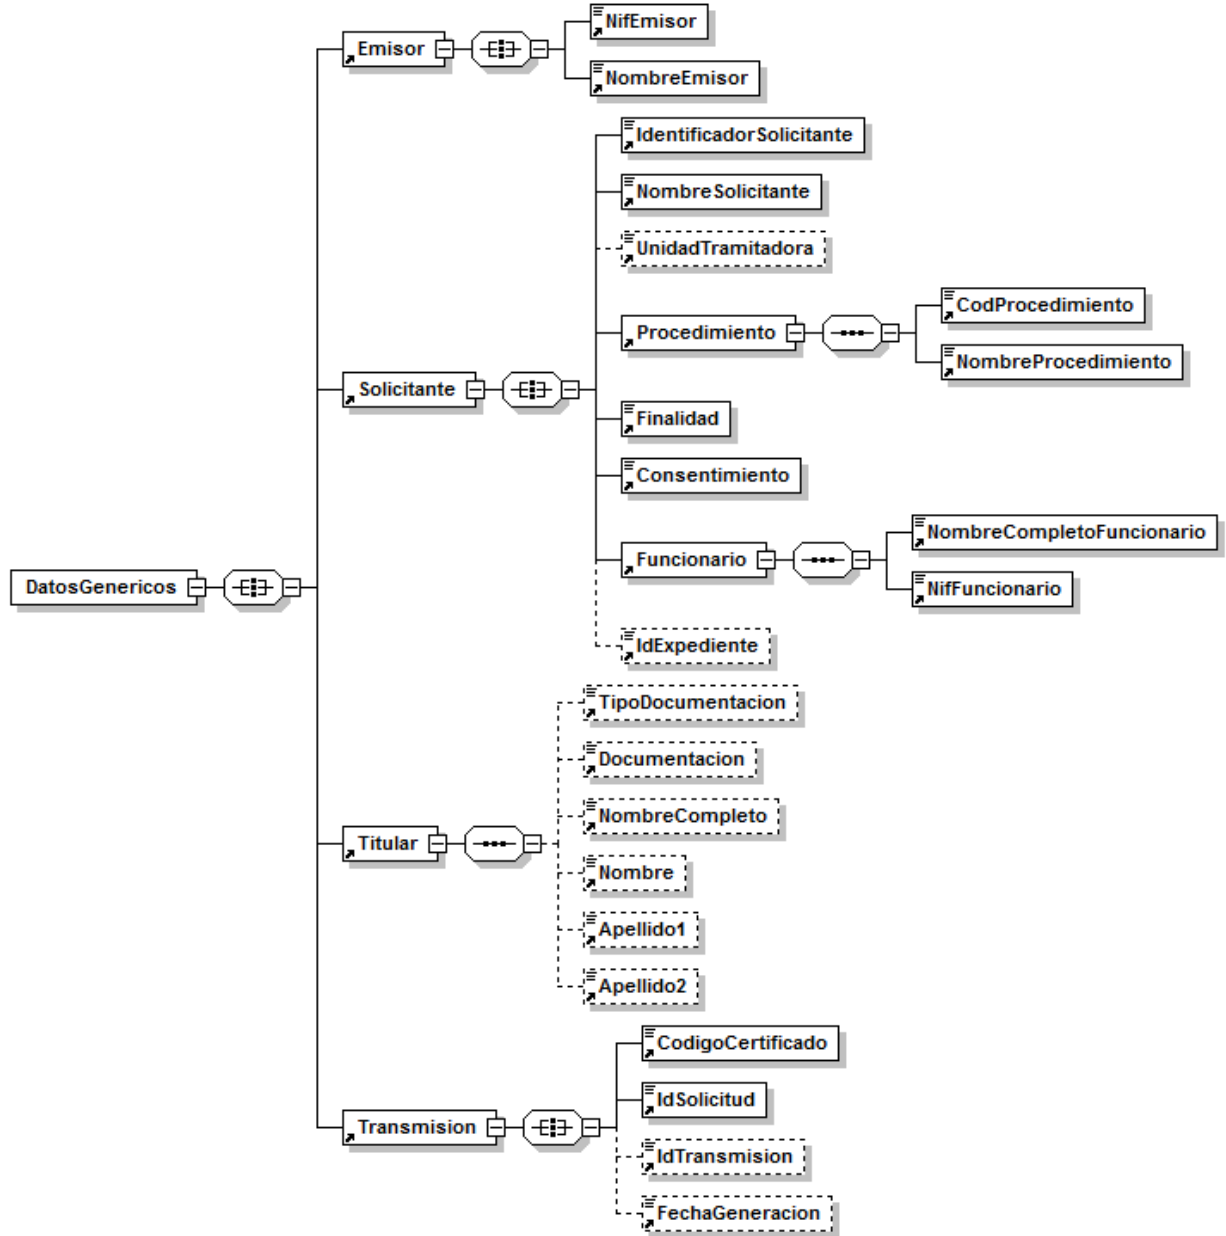 NifEmisor
Emisor
NombreEmisor
IdentificadorSolicitante
NombreSolicitante
UnidadTramitadora
CodProcedimiento
Procedimiento
NombreProcedimiento
Solicitante
Finalidad
Consentimiento
NombreCompletoFuncionario
Funcionario
NifFuncionario
DatosGenericos
IdExpediente
TipoDocumentacion
Documentacion
NombreCompleto
Titular
Nombre
Apellido1
Apellido2
CodigoCertificado
IdSolicitud
Transmision
IdTransmision
FechaGeneracion